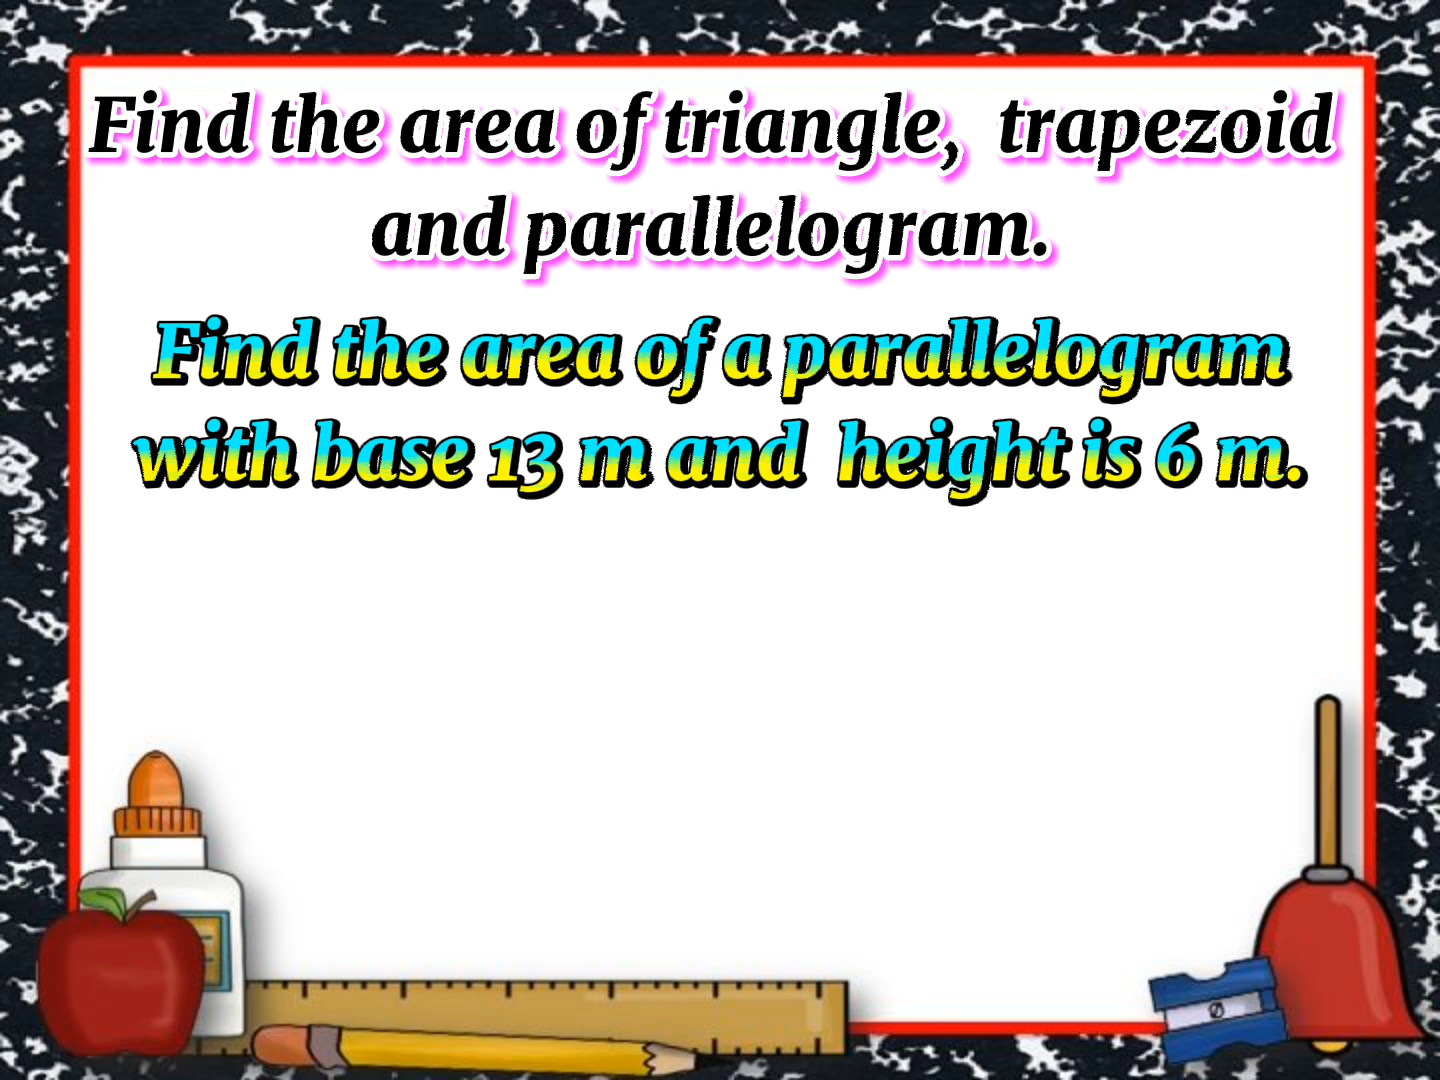 Find the area of triangle, trapezoid
and parallelogram.
Find the area of a parallelogram
with base 13 m and height is 6 m.